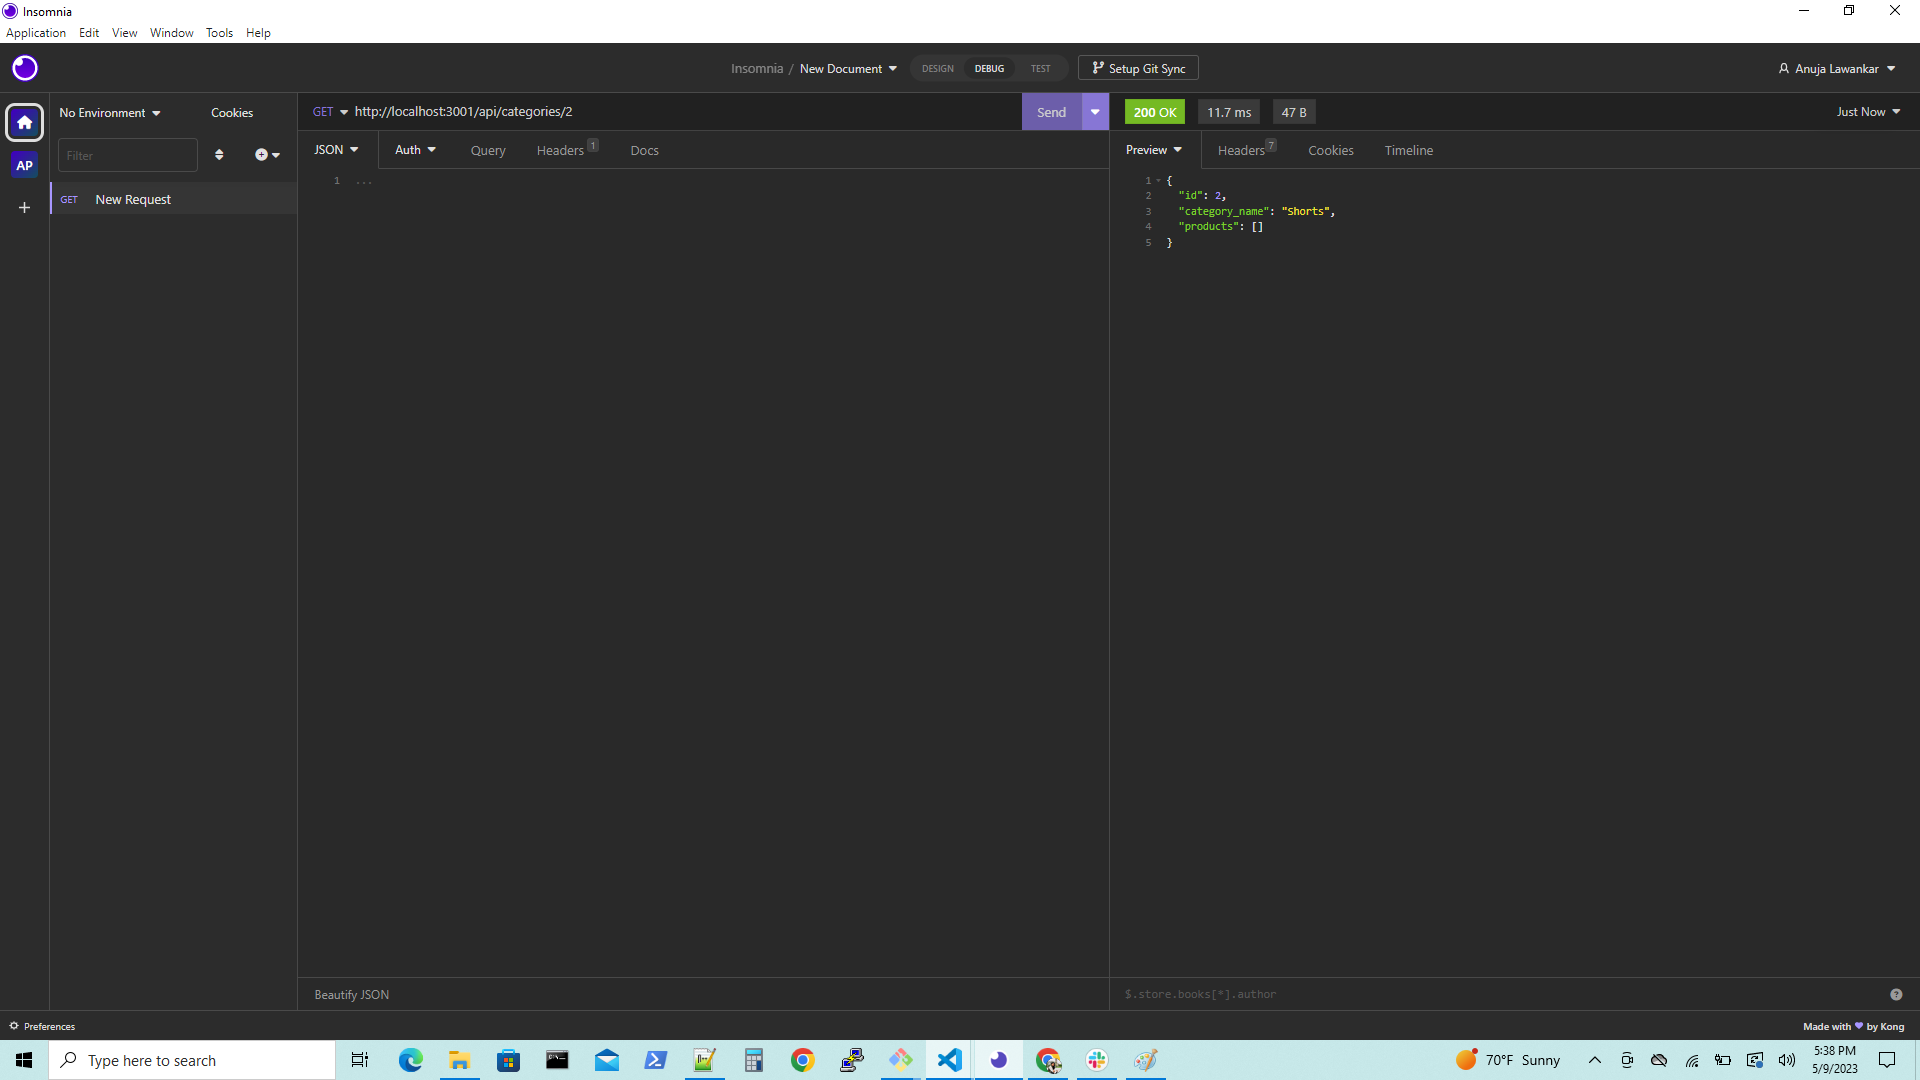 Insomnia
Application Edit View Window Tools Help
Insomnia / New Document DESIGN DEBUG TEST Setup Git Sync Anuja Lawankar
No Environment Cookies
GET http://localhost:3001/api/categories/2 Send
200 OK 11.7 ms 47 B Just Now
Filter
JSON Auth Query Headers 1 Docs
Preview Headers 7 Cookies Timeline
AP
GET New Request
1 ...
1 {
2 "id": 2,
3 "category_name": "Shorts",
4 "products": []
5 }
Beautify JSON
$.store.books[*].author
Preferences
Made with by Kong
Type here to search
70°F Sunny
5:38 PM
5/9/2023